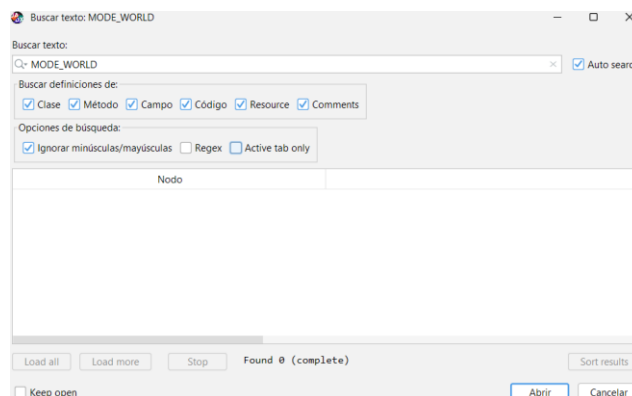 Buscar texto: MODE_WORLD
Buscar texto:
MODE_WORLD
Auto search
Buscar definiciones de:
Clase Método Campo Código Resource Comments
Opciones de búsqueda:
Ignorar minúsculas/mayúsculas Regex Active tab only
Nodo
Load all Load more Stop Found 0 (complete) Sort results
Keep open Abrir Cancelar